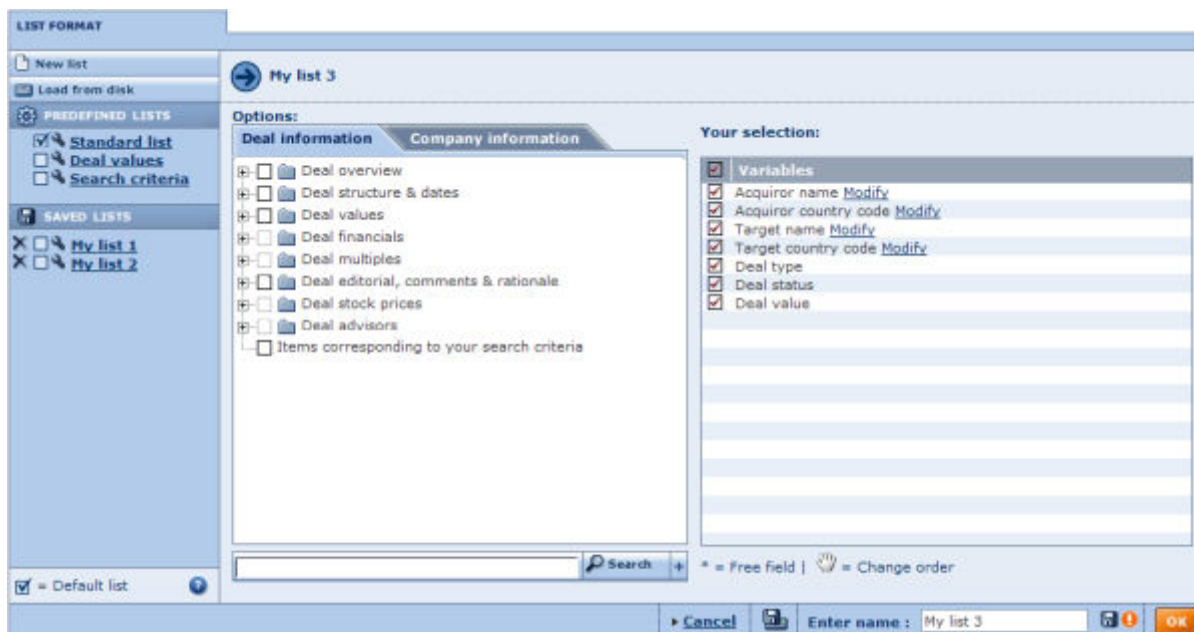 LIST FORMAT
New list
Load from disk
PREDEFINED LISTS
Standard list
Deal values
Search criteria
SAVED LISTS
My list 1
My list 2
= Default list
My list 3
Options:
Deal information Company information
Deal overview
Deal structure & dates
Deal values
Deal financials
Deal multiples
Deal editorial, comments & rationale
Deal stock prices
Deal advisors
Items corresponding to your search criteria
Search +
Your selection:
Variables
Acquiror name Modify
Acquiror country code Modify
Target name Modify
Target country code Modify
Deal type
Deal status
Deal value
* = Free field | = Change order
Cancel Enter name : My list 3 OK